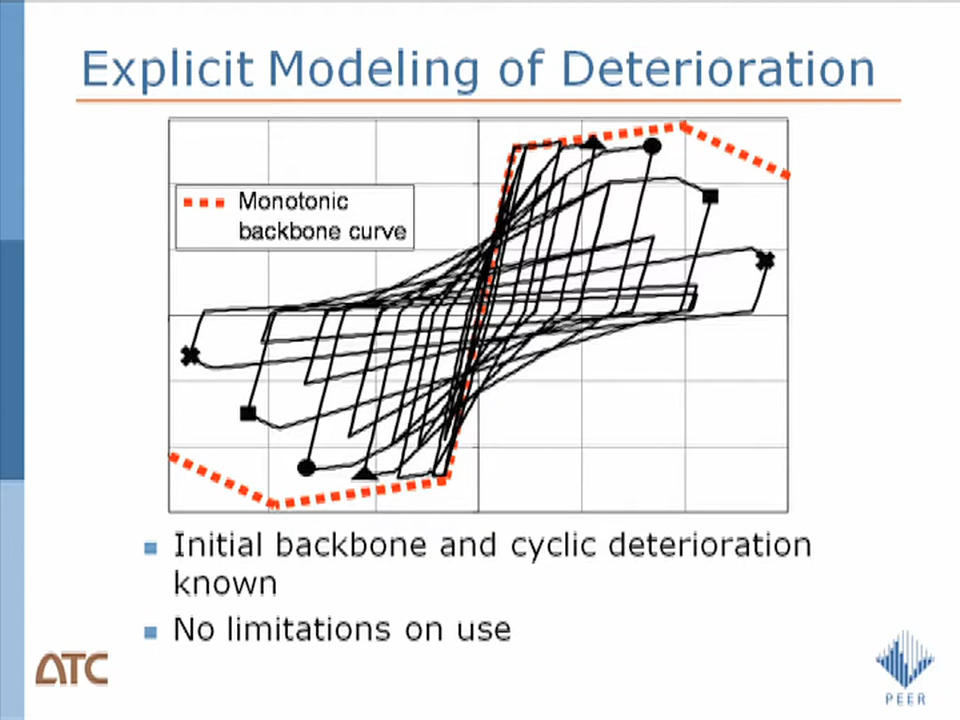 Explicit Modeling of Deterioration
Monotonic
backbone curve
Initial backbone and cyclic deterioration
known
No limitations on use
ATC
PEER